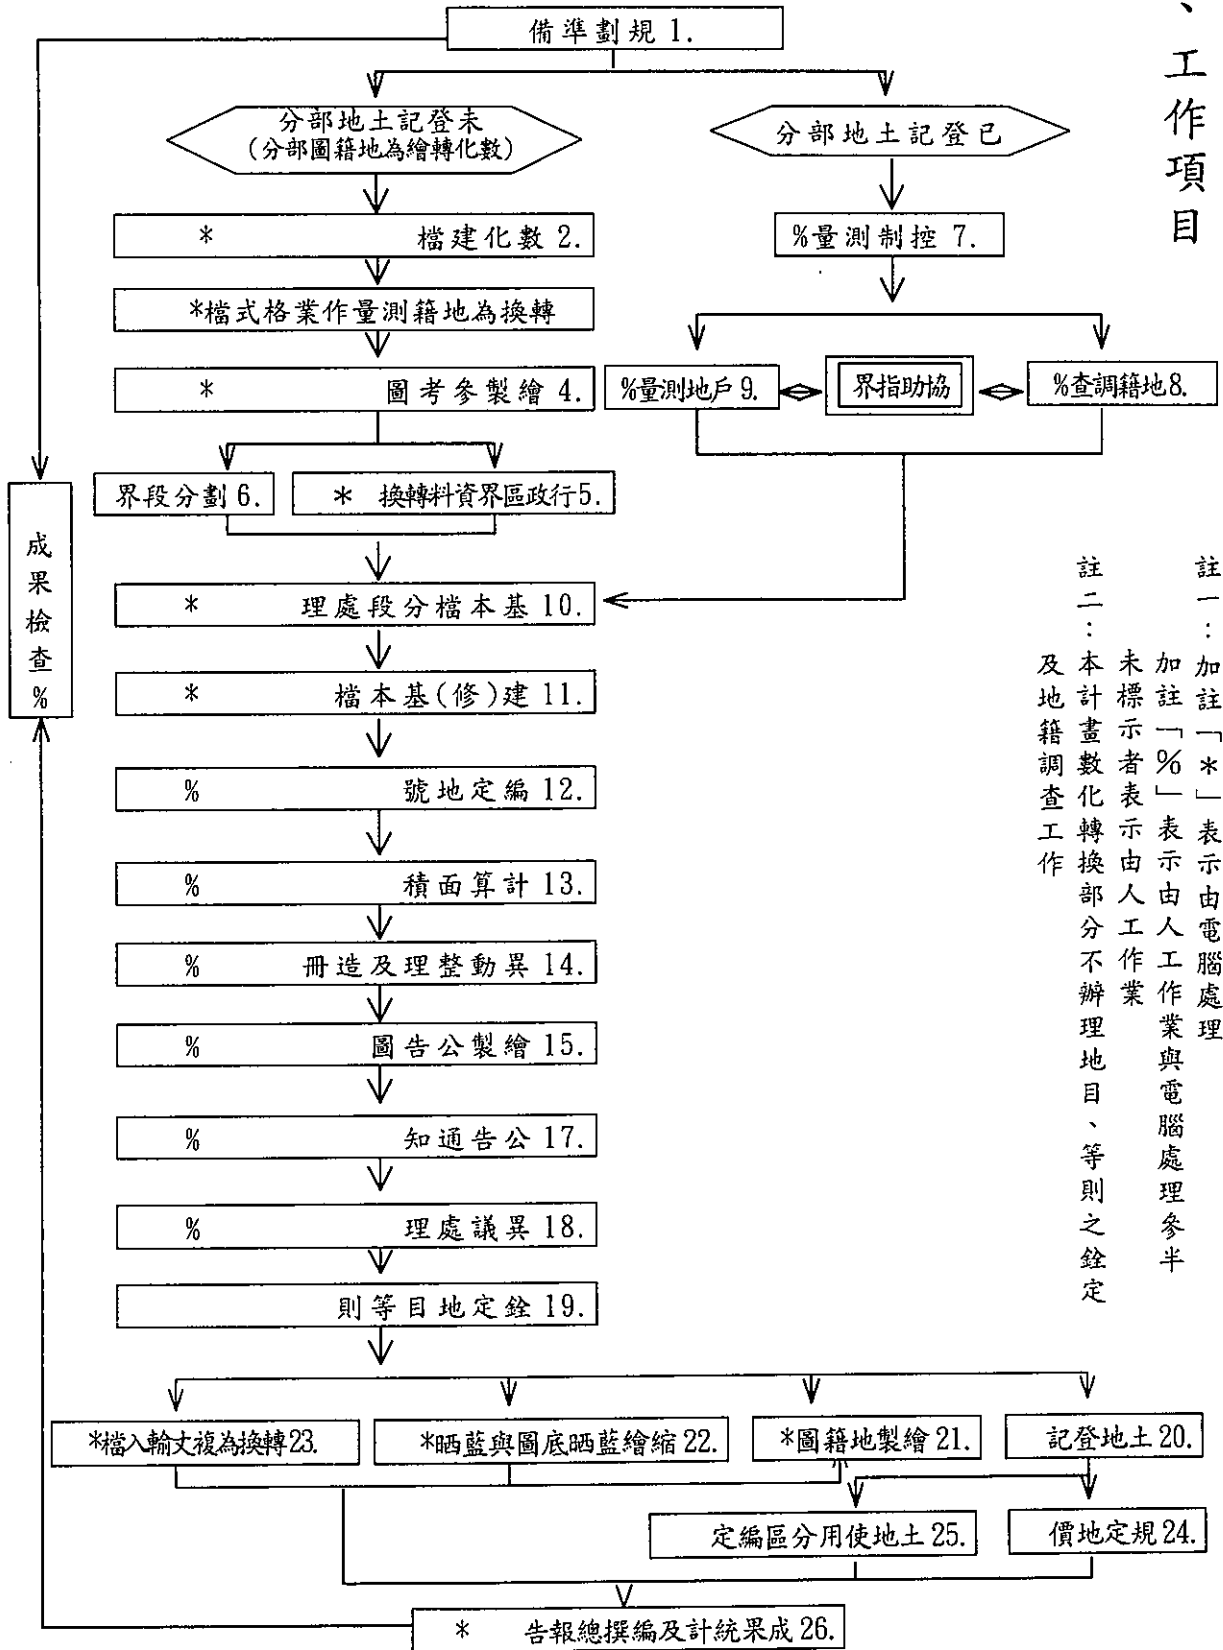 、工作項目
1. 規劃準備
已登記土地部分
未登記土地部分
(數化轉繪為地籍圖部分)
7. 控制測量%
2. 數化建檔 *
轉換為地籍測量作業格式檔*
8.地籍調查%
協助指界
9. 戶地測量%
4. 繪製參考圖 *
5.行政區界資料轉換 *
6. 劃分段界
成果檢查%
10. 基本檔分段處理 *
11. 建(修)基本檔 *
12. 編定地號 %
13. 計算面積 %
14. 異動整理及造冊 %
15. 繪製公告圖 %
17. 公告通知 %
18. 異議處理 %
19. 銓定地目等則
20. 土地登記
21. 繪製地籍圖*
22. 縮繪藍晒底圖與藍晒*
23. 轉換為複丈輸入檔*
24. 規定地價
25. 土地使用分區編定
26. 成果統計及編撰總報告 *
註一：加註「*」表示由電腦處理
加註「%」表示由人工作業與電腦處理參半
未標示者表示由人工作業
註二：本計畫數化轉換部分不辦理地目、等則之銓定
及地籍調查工作